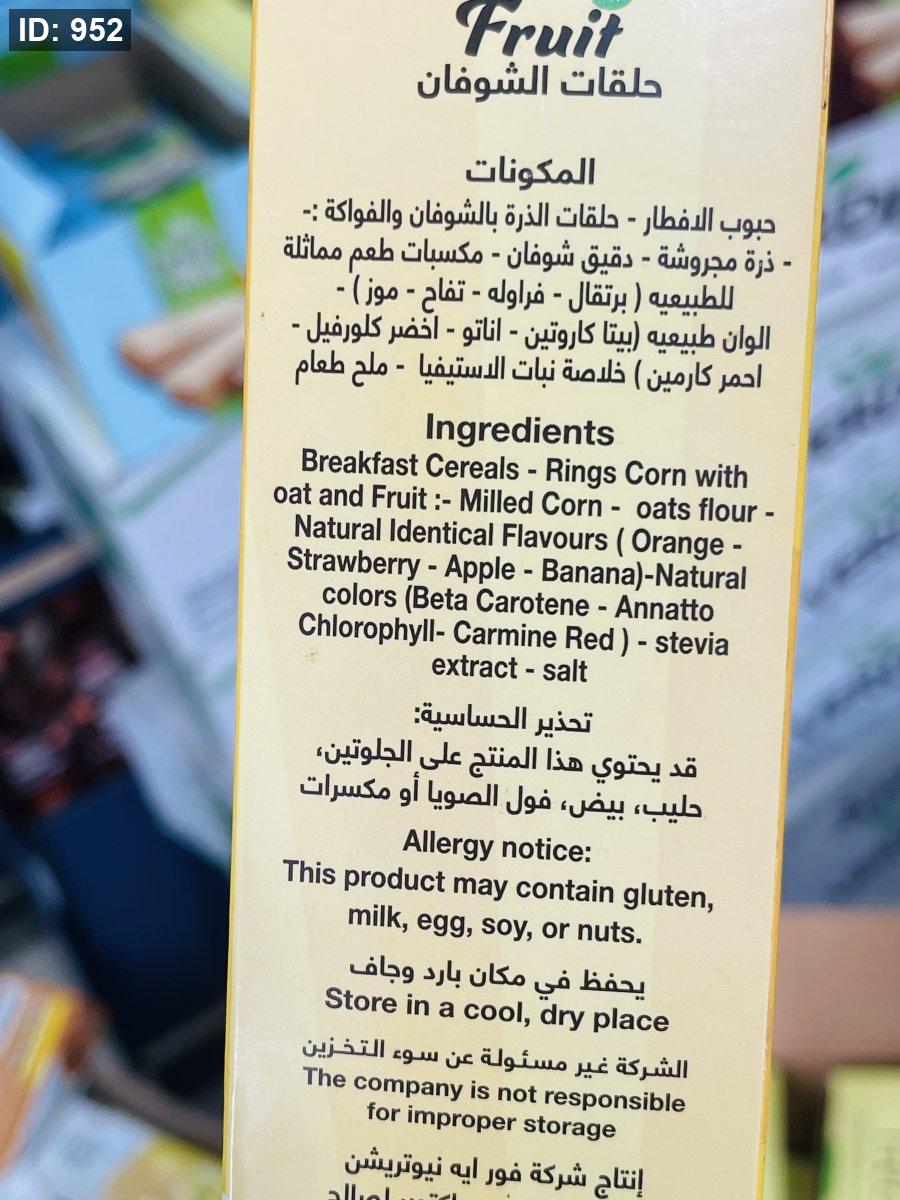 ID: 952
Fruit
حلقات الشوفان
المكونات
حبوب الافطار - حلقات الذرة بالشوفان والفواكة :-
- ذرة مجروشة - دقيق شوفان - مكسبات طعم مماثلة
للطبيعيه ( برتقال - فراوله - تفاح - موز ) -
الوان طبيعيه (بيتا كاروتين - اناتو - اخضر كلورفيل -
احمر كارمين ) خلاصة نبات الاستيفيا - ملح طعام
Ingredients
Breakfast Cereals - Rings Corn with
oat and Fruit :- Milled Corn - oats flour -
Natural Identical Flavours ( Orange -
Strawberry - Apple - Banana)-Natural
colors (Beta Carotene - Annatto
Chlorophyll- Carmine Red ) - stevia
extract - salt
تحذير الحساسية:
قد يحتوي هذا المنتج على الجلوتين،
حليب، بيض، فول الصويا أو مكسرات
Allergy notice:
This product may contain gluten,
milk, egg, soy, or nuts.
يحفظ في مكان بارد وجاف
Store in a cool, dry place
الشركة غير مسئولة عن سوء التخزين
The company is not responsible
for improper storage
إنتاج شركة فور ايه نيوتريشن